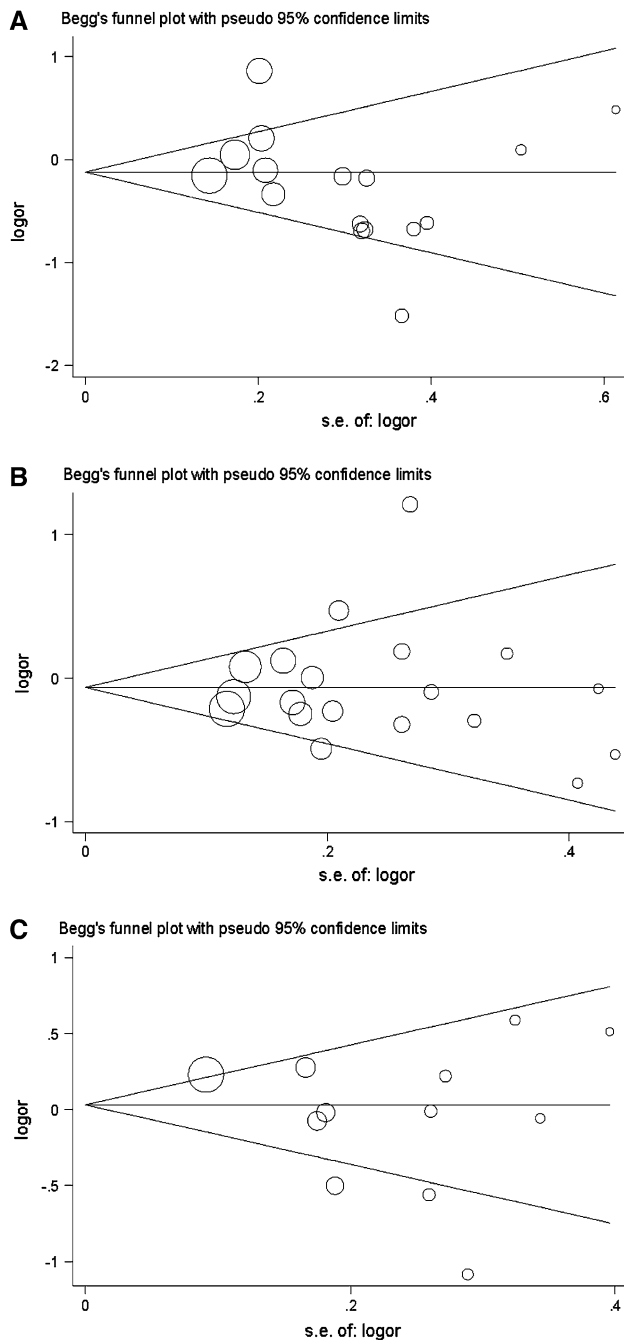 A
Begg's funnel plot with pseudo 95% confidence limits
logor
1
0
-1
-2
0 .2 .4 .6
s.e. of: logor
B
Begg's funnel plot with pseudo 95% confidence limits
logor
1
0
-1
0 .2 .4
s.e. of: logor
C
Begg's funnel plot with pseudo 95% confidence limits
logor
1
.5
0
-.5
-1
0 .2 .4
s.e. of: logor